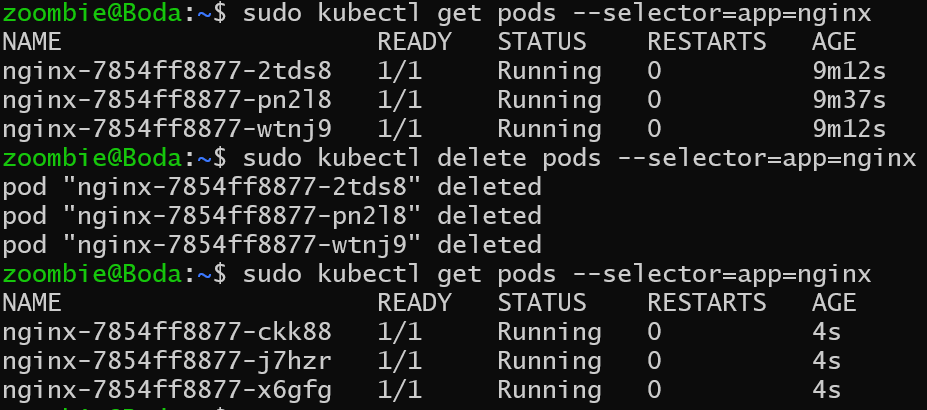 zoombie@Boda:~$ sudo kubectl get pods --selector=app=nginx
NAME                     READY   STATUS    RESTARTS   AGE
nginx-7854ff8877-2tds8   1/1     Running   0          9m12s
nginx-7854ff8877-pn2l8   1/1     Running   0          9m37s
nginx-7854ff8877-wtnj9   1/1     Running   0          9m12s
zoombie@Boda:~$ sudo kubectl delete pods --selector=app=nginx
pod "nginx-7854ff8877-2tds8" deleted
pod "nginx-7854ff8877-pn2l8" deleted
pod "nginx-7854ff8877-wtnj9" deleted
zoombie@Boda:~$ sudo kubectl get pods --selector=app=nginx
NAME                     READY   STATUS    RESTARTS   AGE
nginx-7854ff8877-ckk88   1/1     Running   0          4s
nginx-7854ff8877-j7hzr   1/1     Running   0          4s
nginx-7854ff8877-x6gfg   1/1     Running   0          4s